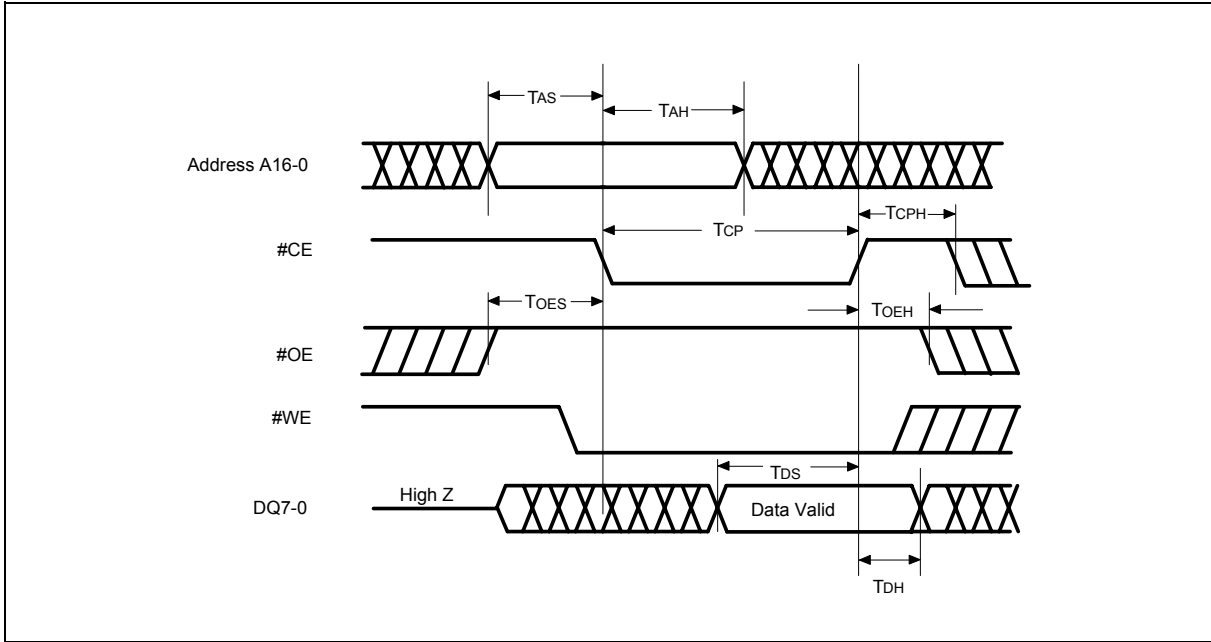 TAS
TAH
Address A16-0
TCPH
TCP
#CE
TOES
TOEH
#OE
#WE
TDS
High Z
Data Valid
DQ7-0
TDH